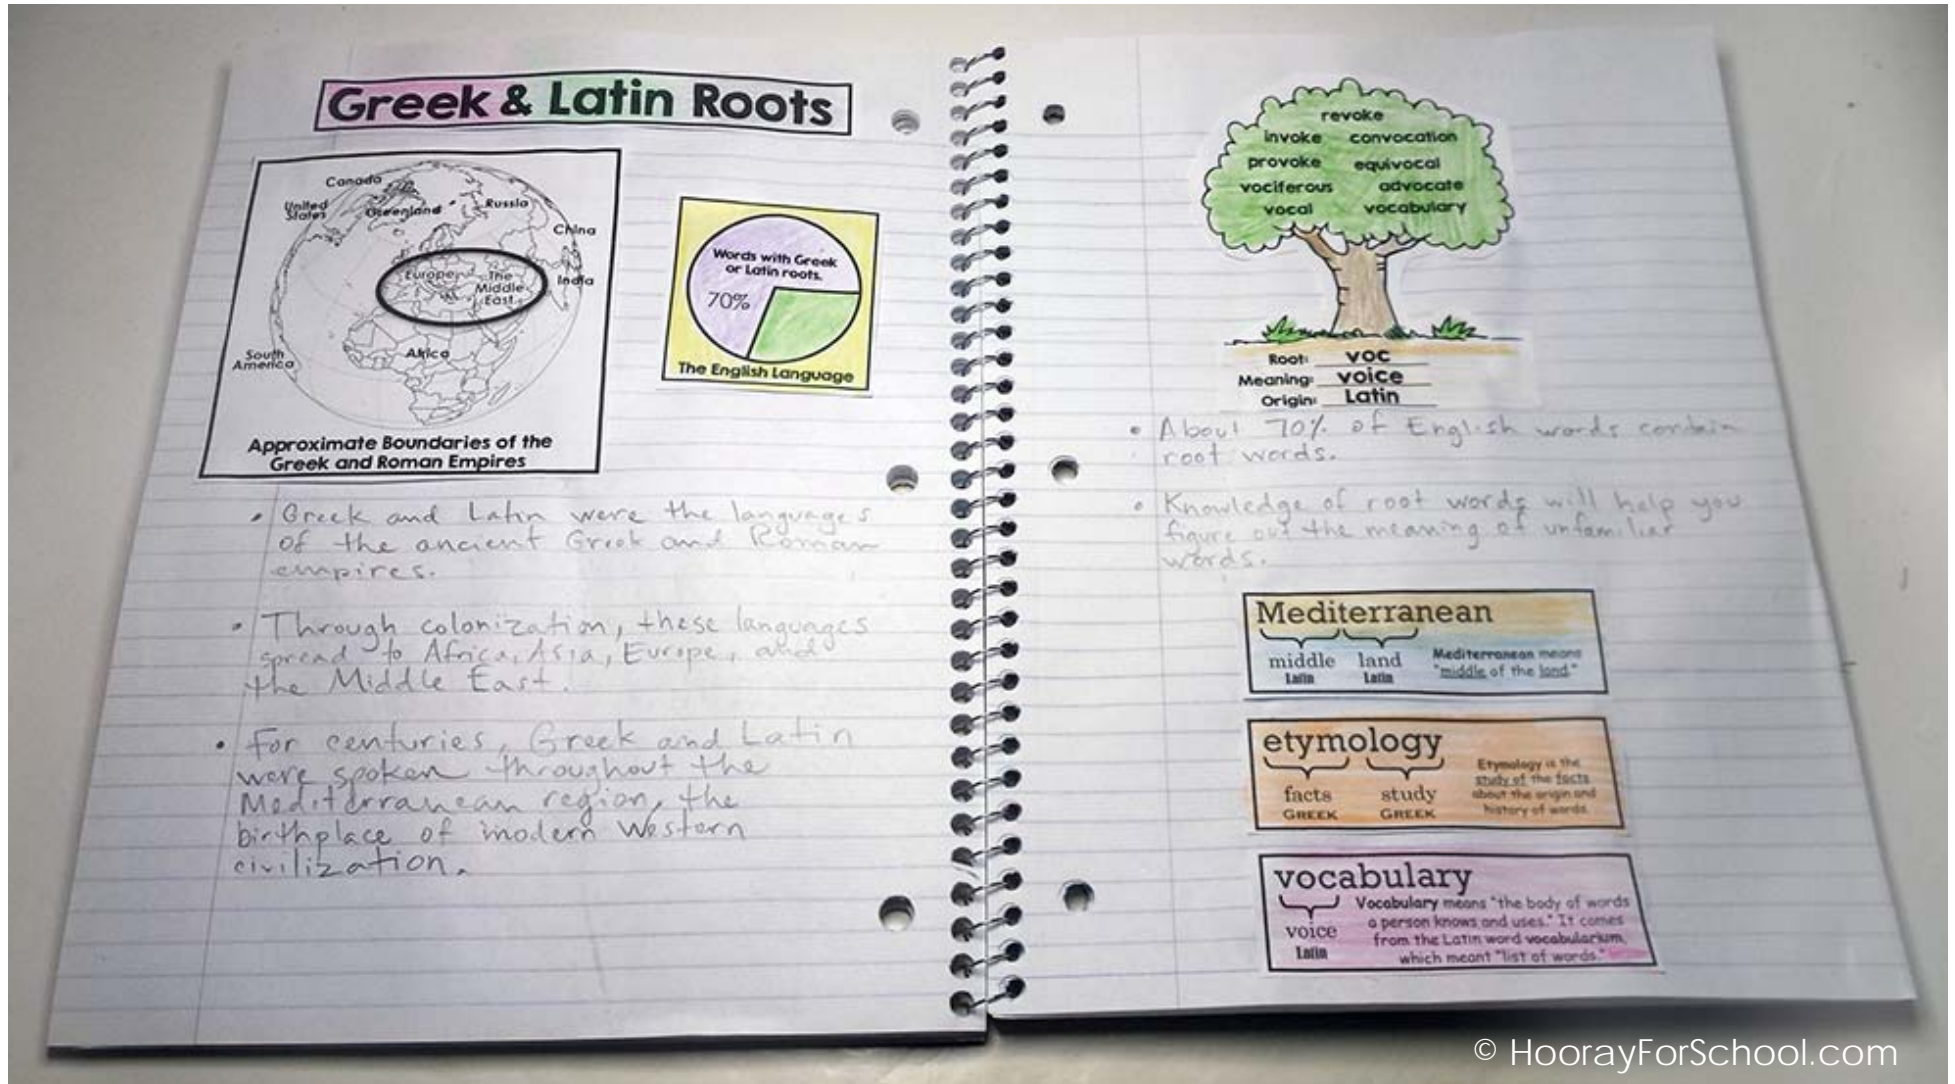 Greek & Latin Roots
Canada
United
States
Greenland
Russia
China
Europe
The
Middle
East
India
Africa
South
America
Approximate Boundaries of the
Greek and Roman Empires
Words with Greek
or Latin roots.
70%
The English Language
• Greek and Latin were the languages
of the ancient Greek and Roman
empires.
• Through colonization, these languages
spread to Africa, Asia, Europe, and
the Middle East.
• For centuries, Greek and Latin
were spoken throughout the
Mediterranean region, the
birthplace of modern Western
civilization.
revoke
invoke convocation
provoke equivocal
vociferous advocate
vocal vocabulary
Root: voc
Meaning: voice
Origin: Latin
• About 70% of English words contain
root words.
• Knowledge of root words will help you
figure out the meaning of unfamiliar
words.
Mediterranean
middle land
Latin Latin
Mediterranean means
"middle of the land."
etymology
facts study
GREEK GREEK
Etymology is the
study of the facts
about the origin and
history of words.
vocabulary
voice
Latin
Vocabulary means "the body of words
a person knows and uses." It comes
from the Latin word vocabularium,
which meant "list of words."
© HoorayForSchool.com